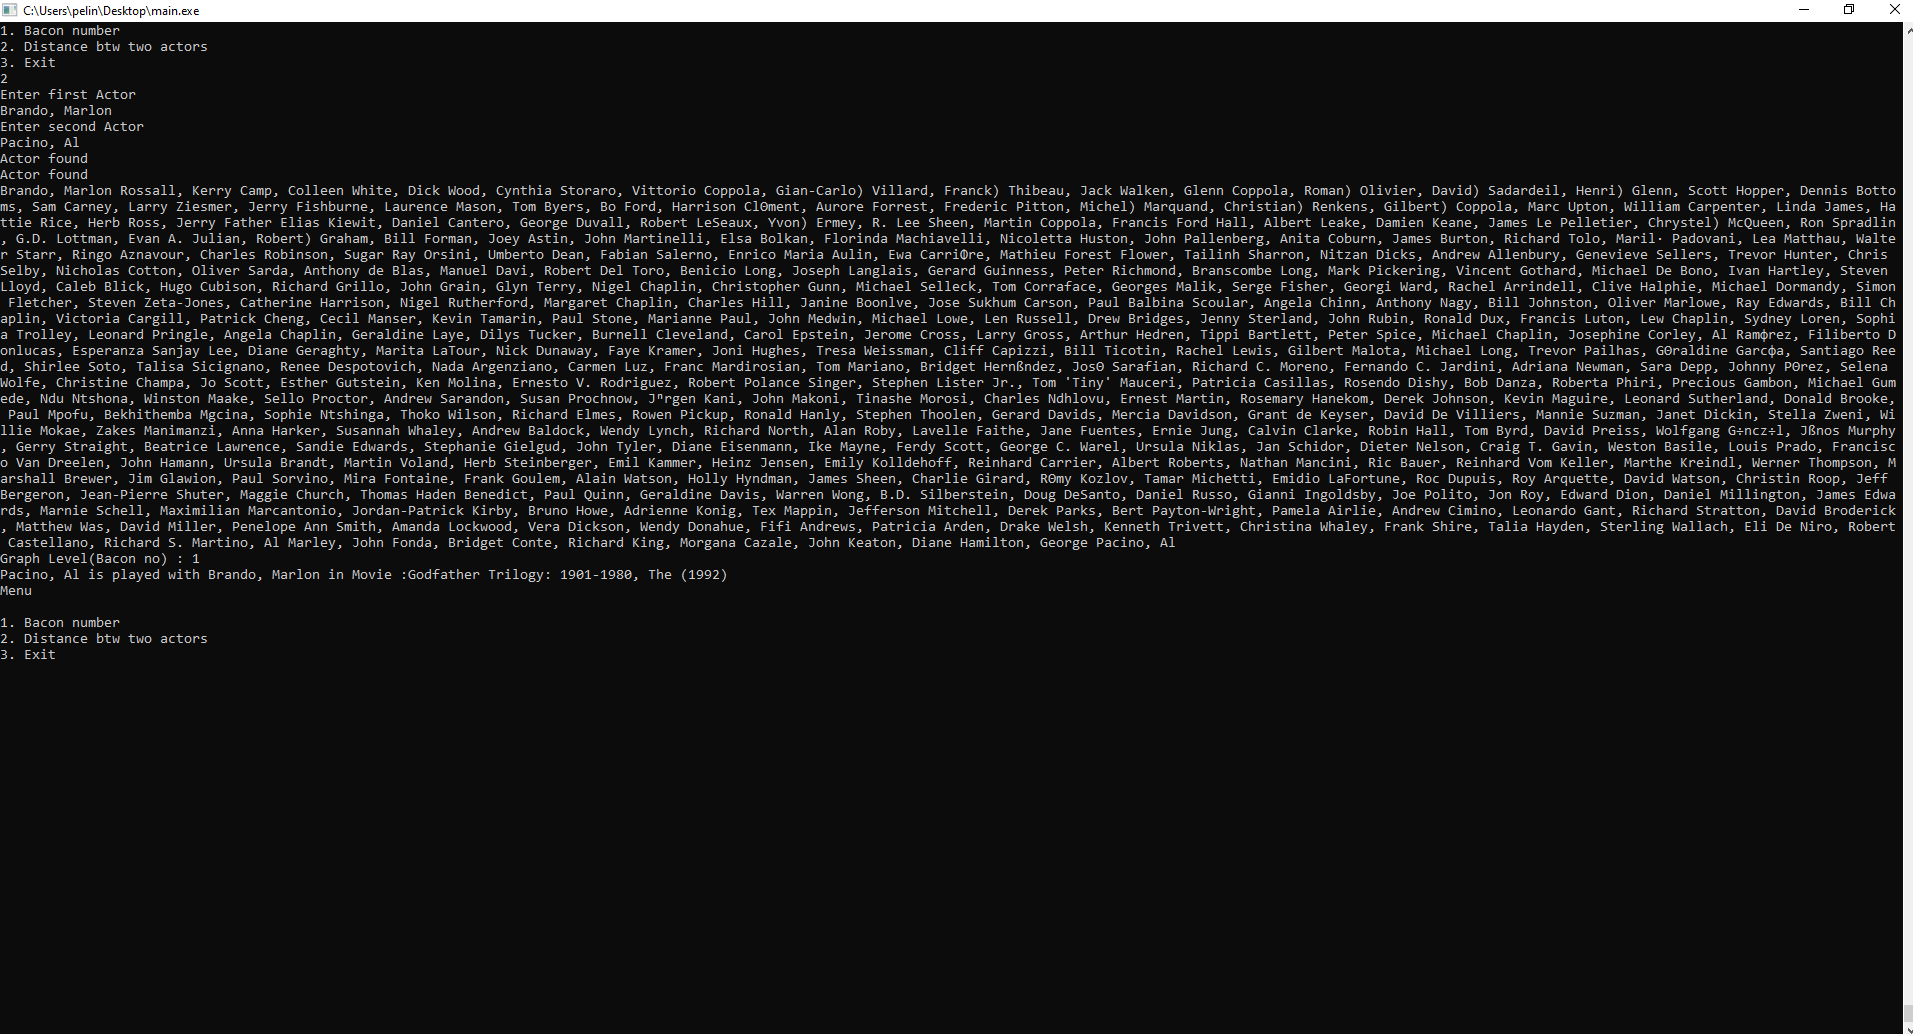 C:\Users\pelin\Desktop\main.exe
1. Bacon number
2. Distance btw two actors
3. Exit
2
Enter first Actor
Brando, Marlon
Enter second Actor
Pacino, Al
Actor found
Actor found
Brando, Marlon Rossall, Kerry Camp, Colleen White, Dick Wood, Cynthia Storaro, Vittorio Coppola, Gian-Carlo) Villard, Franck) Thibeau, Jack Walken, Glenn Coppola, Roman) Olivier, David) Sadardeil, Henri) Glenn, Scott Hopper, Dennis Botto
ms, Sam Carney, Larry Ziesmer, Jerry Fishburne, Laurence Mason, Tom Byers, Bo Ford, Harrison ClΘment, Aurore Forrest, Frederic Pitton, Michel) Marquand, Christian) Renkens, Gilbert) Coppola, Marc Upton, William Carpenter, Linda James, Ha
ttie Rice, Herb Ross, Jerry Father Elias Kiewit, Daniel Cantero, George Duvall, Robert LeSeaux, Yvon) Ermey, R. Lee Sheen, Martin Coppola, Francis Ford Hall, Albert Leake, Damien Keane, James Le Pelletier, Chrystel) McQueen, Ron Spradlin
, G.D. Lottman, Evan A. Julian, Robert) Graham, Bill Forman, Joey Astin, John Martinelli, Elsa Bolkan, Florinda Machiavelli, Nicoletta Huston, John Pallenberg, Anita Coburn, James Burton, Richard Tolo, Maril· Padovani, Lea Matthau, Walte
r Starr, Ringo Aznavour, Charles Robinson, Sugar Ray Orsini, Umberto Dean, Fabian Salerno, Enrico Maria Aulin, Ewa CarriΦre, Mathieu Forest Flower, Tailinh Sharron, Nitzan Dicks, Andrew Allenbury, Genevieve Sellers, Trevor Hunter, Chris
Selby, Nicholas Cotton, Oliver Sarda, Anthony de Blas, Manuel Davi, Robert Del Toro, Benicio Long, Joseph Langlais, Gerard Guinness, Peter Richmond, Branscombe Long, Mark Pickering, Vincent Gothard, Michael De Bono, Ivan Hartley, Steven
Lloyd, Caleb Blick, Hugo Cubison, Richard Grillo, John Grain, Glyn Terry, Nigel Chaplin, Christopher Gunn, Michael Selleck, Tom Corraface, Georges Malik, Serge Fisher, Georgi Ward, Rachel Arrindell, Clive Halphie, Michael Dormandy, Simon
Fletcher, Steven Zeta-Jones, Catherine Harrison, Nigel Rutherford, Margaret Chaplin, Charles Hill, Janine Boonlve, Jose Sukhum Carson, Paul Balbina Scoular, Angela Chinn, Anthony Nagy, Bill Johnston, Oliver Marlowe, Ray Edwards, Bill Ch
aplin, Victoria Cargill, Patrick Cheng, Cecil Manser, Kevin Tamarin, Paul Stone, Marianne Paul, John Medwin, Michael Lowe, Len Russell, Drew Bridges, Jenny Sterland, John Rubin, Ronald Dux, Francis Luton, Lew Chaplin, Sydney Loren, Sophi
a Trolley, Leonard Pringle, Angela Chaplin, Geraldine Laye, Dilys Tucker, Burnell Cleveland, Carol Epstein, Jerome Cross, Larry Gross, Arthur Hedren, Tippi Bartlett, Peter Spice, Michael Chaplin, Josephine Corley, Al Ramφrez, Filiberto D
onlucas, Esperanza Sanjay Lee, Diane Geraghty, Marita LaTour, Nick Dunaway, Faye Kramer, Joni Hughes, Tresa Weissman, Cliff Capizzi, Bill Ticotin, Rachel Lewis, Gilbert Malota, Michael Long, Trevor Pailhas, GΘraldine Garcφa, Santiago Ree
d, Shirlee Soto, Talisa Sicignano, Renee Despotovich, Nada Argenziano, Carmen Luz, Franc Mardirosian, Tom Mariano, Bridget Hernßndez, JosΘ Sarafian, Richard C. Moreno, Fernando C. Jardini, Adriana Newman, Sara Depp, Johnny PΘrez, Selena
Wolfe, Christine Champa, Jo Scott, Esther Gutstein, Ken Molina, Ernesto V. Rodriguez, Robert Polance Singer, Stephen Lister Jr., Tom 'Tiny' Mauceri, Patricia Casillas, Rosendo Dishy, Bob Danza, Roberta Phiri, Precious Gambon, Michael Gum
ede, Ndu Ntshona, Winston Maake, Sello Proctor, Andrew Sarandon, Susan Prochnow, Jⁿrgen Kani, John Makoni, Tinashe Morosi, Charles Ndhlovu, Ernest Martin, Rosemary Hanekom, Derek Johnson, Kevin Maguire, Leonard Sutherland, Donald Brooke,
Paul Mpofu, Bekhithemba Mgcina, Sophie Ntshinga, Thoko Wilson, Richard Elmes, Rowen Pickup, Ronald Hanly, Stephen Thoolen, Gerard Davids, Mercia Davidson, Grant de Keyser, David De Villiers, Mannie Suzman, Janet Dickin, Stella Zweni, Wi
llie Mokae, Zakes Manimanzi, Anna Harker, Susannah Whaley, Andrew Baldock, Wendy Lynch, Richard North, Alan Roby, Lavelle Faithe, Jane Fuentes, Ernie Jung, Calvin Clarke, Robin Hall, Tom Byrd, David Preiss, Wolfgang G÷ncz÷l, Jßnos Murphy
, Gerry Straight, Beatrice Lawrence, Sandie Edwards, Stephanie Gielgud, John Tyler, Diane Eisenmann, Ike Mayne, Ferdy Scott, George C. Warel, Ursula Niklas, Jan Schidor, Dieter Nelson, Craig T. Gavin, Weston Basile, Louis Prado, Francisc
o Van Dreelen, John Hamann, Ursula Brandt, Martin Voland, Herb Steinberger, Emil Kammer, Heinz Jensen, Emily Kolldehoff, Reinhard Carrier, Albert Roberts, Nathan Mancini, Ric Bauer, Reinhard Vom Keller, Marthe Kreindl, Werner Thompson, M
arshall Brewer, Jim Glawion, Paul Sorvino, Mira Fontaine, Frank Goulem, Alain Watson, Holly Hyndman, James Sheen, Charlie Girard, RΘmy Kozlov, Tamar Michetti, Emidio LaFortune, Roc Dupuis, Roy Arquette, David Watson, Christin Roop, Jeff
Bergeron, Jean-Pierre Shuter, Maggie Church, Thomas Haden Benedict, Paul Quinn, Geraldine Davis, Warren Wong, B.D. Silberstein, Doug DeSanto, Daniel Russo, Gianni Ingoldsby, Joe Polito, Jon Roy, Edward Dion, Daniel Millington, James Edwa
rds, Marnie Schell, Maximilian Marcantonio, Jordan-Patrick Kirby, Bruno Howe, Adrienne Konig, Tex Mappin, Jefferson Mitchell, Derek Parks, Bert Payton-Wright, Pamela Airlie, Andrew Cimino, Leonardo Gant, Richard Stratton, David Broderick
, Matthew Was, David Miller, Penelope Ann Smith, Amanda Lockwood, Vera Dickson, Wendy Donahue, Fifi Andrews, Patricia Arden, Drake Welsh, Kenneth Trivett, Christina Whaley, Frank Shire, Talia Hayden, Sterling Wallach, Eli De Niro, Robert
Castellano, Richard S. Martino, Al Marley, John Fonda, Bridget Conte, Richard King, Morgana Cazale, John Keaton, Diane Hamilton, George Pacino, Al
Graph Level(Bacon no) : 1
Pacino, Al is played with Brando, Marlon in Movie :Godfather Trilogy: 1901-1980, The (1992)
Menu
1. Bacon number
2. Distance btw two actors
3. Exit